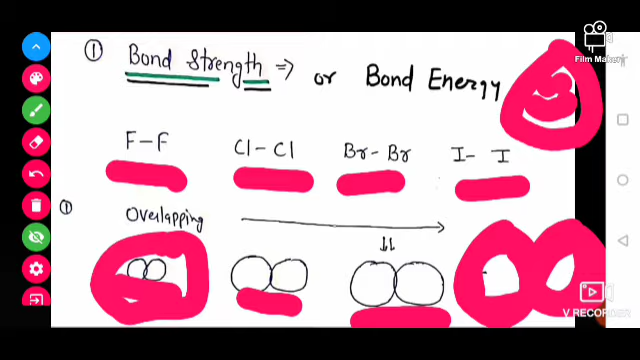 ① Bond Strength ⇒ or Bond Energy
F-F Cl-Cl Br-Br I-I
① Overlapping
Film Maker
V RECORDER